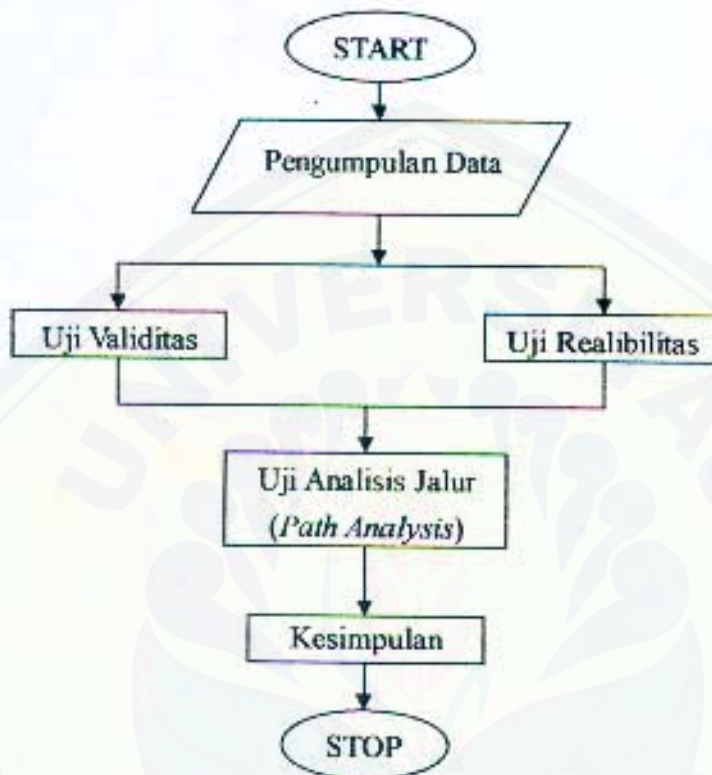 START
Pengumpulan Data
Uji Validitas
Uji Realibilitas
Uji Analisis Jalur
(Path Analysis)
Kesimpulan
STOP